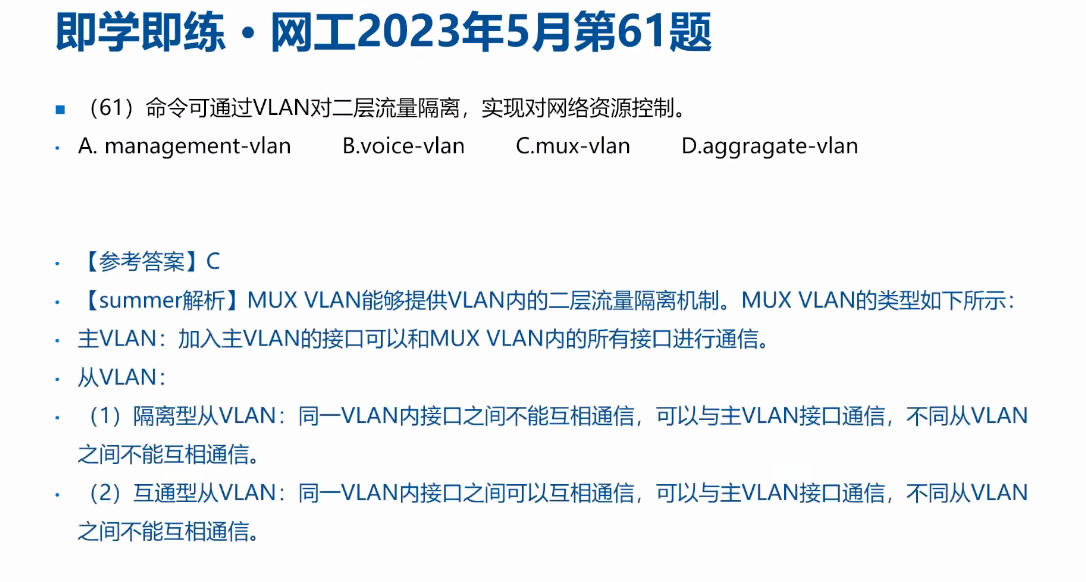 即学即练•网工2023年5月第61题
■ （61）命令可通过VLAN对二层流量隔离，实现对网络资源控制。
• A. management-vlan B.voice-vlan C.mux-vlan D.aggragate-vlan
• 【参考答案】C
• 【summer解析】MUX VLAN能够提供VLAN内的二层流量隔离机制。MUX VLAN的类型如下所示：
• 主VLAN：加入主VLAN的接口可以和MUX VLAN内的所有接口进行通信。
• 从VLAN：
• （1）隔离型从VLAN：同一VLAN内接口之间不能互相通信，可以与主VLAN接口通信，不同从VLAN
之间不能互相通信。
• （2）互通型从VLAN：同一VLAN内接口之间可以互相通信，可以与主VLAN接口通信，不同从VLAN
之间不能互相通信。